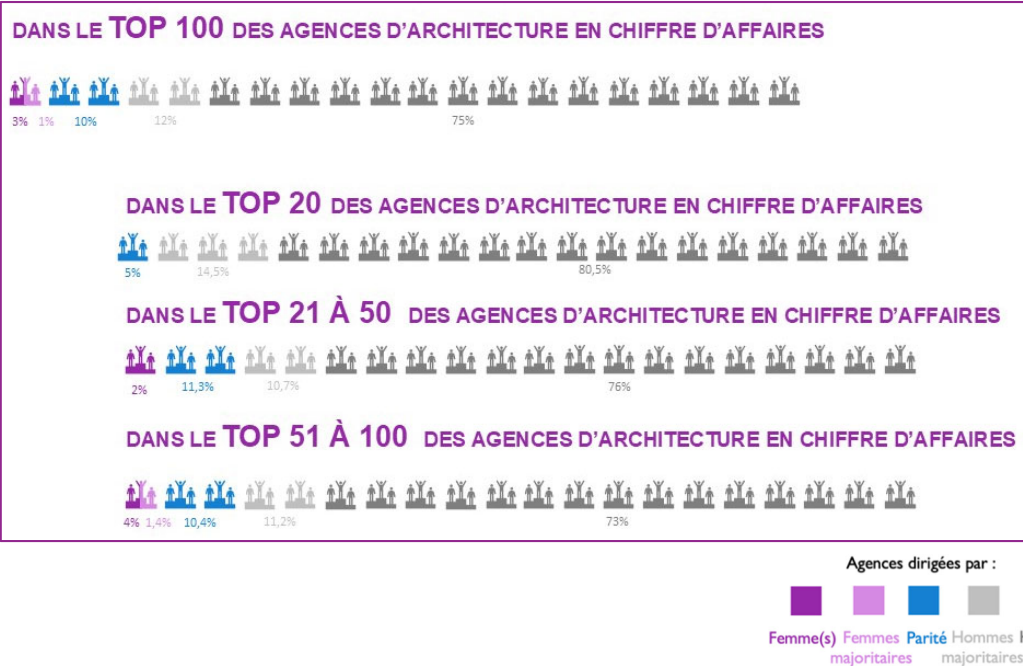 DANS LE TOP 100 DES AGENCES D'ARCHITECTURE EN CHIFFRE D'AFFAIRES
3% 1% 10% 12% 75%
DANS LE TOP 20 DES AGENCES D'ARCHITECTURE EN CHIFFRE D'AFFAIRES
5% 14,5% 80,5%
DANS LE TOP 21 À 50 DES AGENCES D'ARCHITECTURE EN CHIFFRE D'AFFAIRES
2% 11,3% 10,7% 76%
DANS LE TOP 51 À 100 DES AGENCES D'ARCHITECTURE EN CHIFFRE D'AFFAIRES
4% 1,4% 10,4% 11,2% 73%
Agences dirigées par :
Femme(s) Femmes Parité Hommes
majoritaires majoritaires